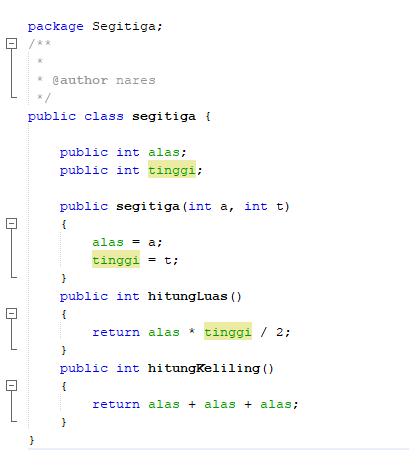 package Segitiga;
/**
 *
 * @author nares
 */
public class segitiga {
    public int alas;
    public int tinggi;
    public segitiga(int a, int t)
    {
        alas = a;
        tinggi = t;
    }
    public int hitungLuas()
    {
        return alas * tinggi / 2;
    }
    public int hitungKeliling()
    {
        return alas + alas + alas;
    }
}